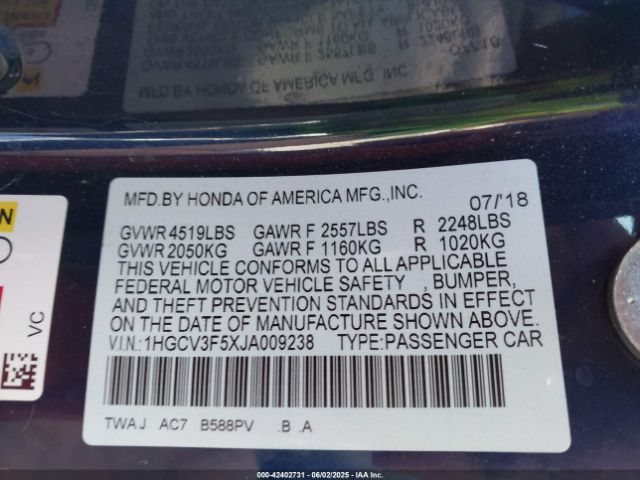 MFD.BY HONDA OF AMERICA MFG.,INC. 07/'18
GVWR 4519LBS GAWR F 2557LBS R 2248LBS
GVWR 2050KG GAWR F 1160KG R 1020KG
THIS VEHICLE CONFORMS TO ALL APPLICABLE
FEDERAL MOTOR VEHICLE SAFETY , BUMPER,
AND THEFT PREVENTION STANDARDS IN EFFECT
ON THE DATE OF MANUFACTURE SHOWN ABOVE.
V.I.N.: 1HGCV3F5XJA009238 TYPE:PASSENGER CAR
TWAJ AC7 B588PV .B .A
VC
000-42402731 - 06/02/2025 - IAAI.COM